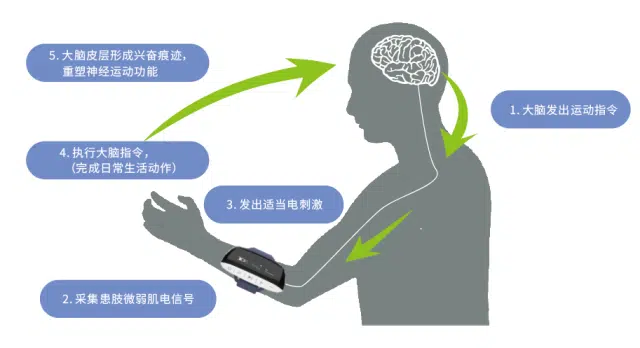 5. 大脑皮层形成兴奋痕迹，
重塑神经运动功能
1. 大脑发出运动指令
4. 执行大脑指令，
（完成日常生活动作）
3. 发出适当电刺激
2. 采集患肢微弱肌电信号